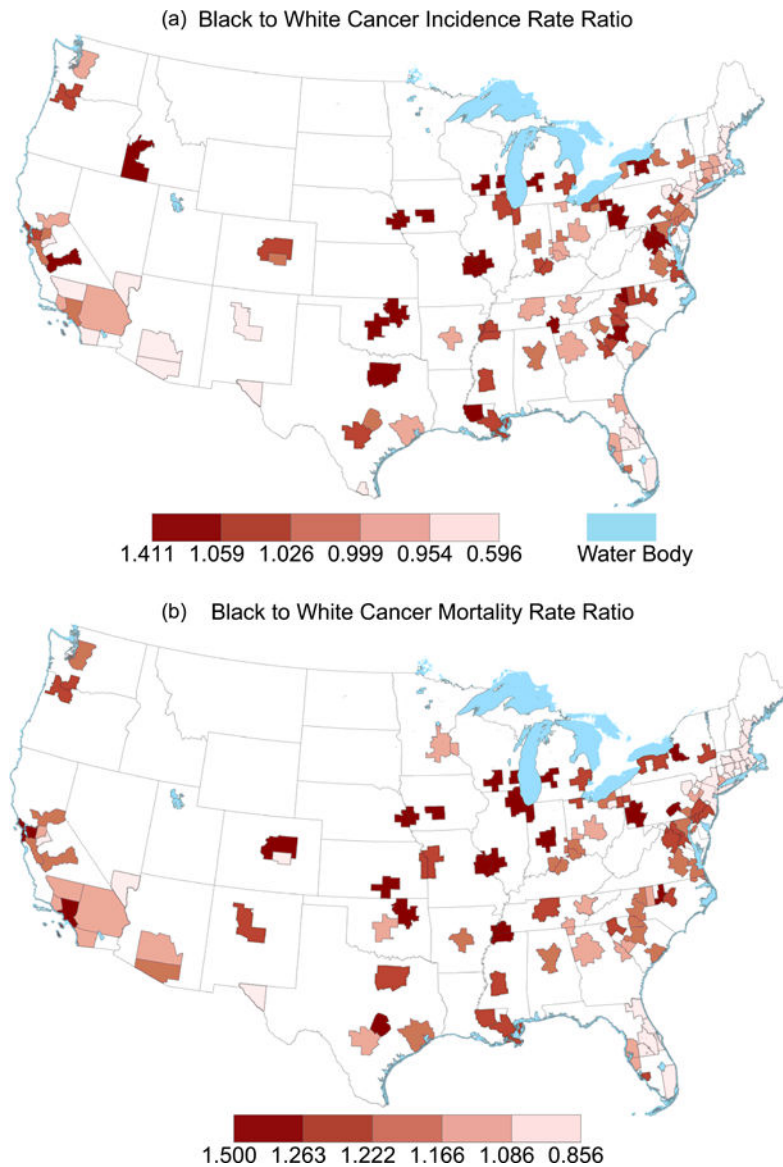 (a) Black to White Cancer Incidence Rate Ratio
1.411 1.059 1.026 0.999 0.954 0.596 Water Body
(b) Black to White Cancer Mortality Rate Ratio
1.500 1.263 1.222 1.166 1.086 0.856